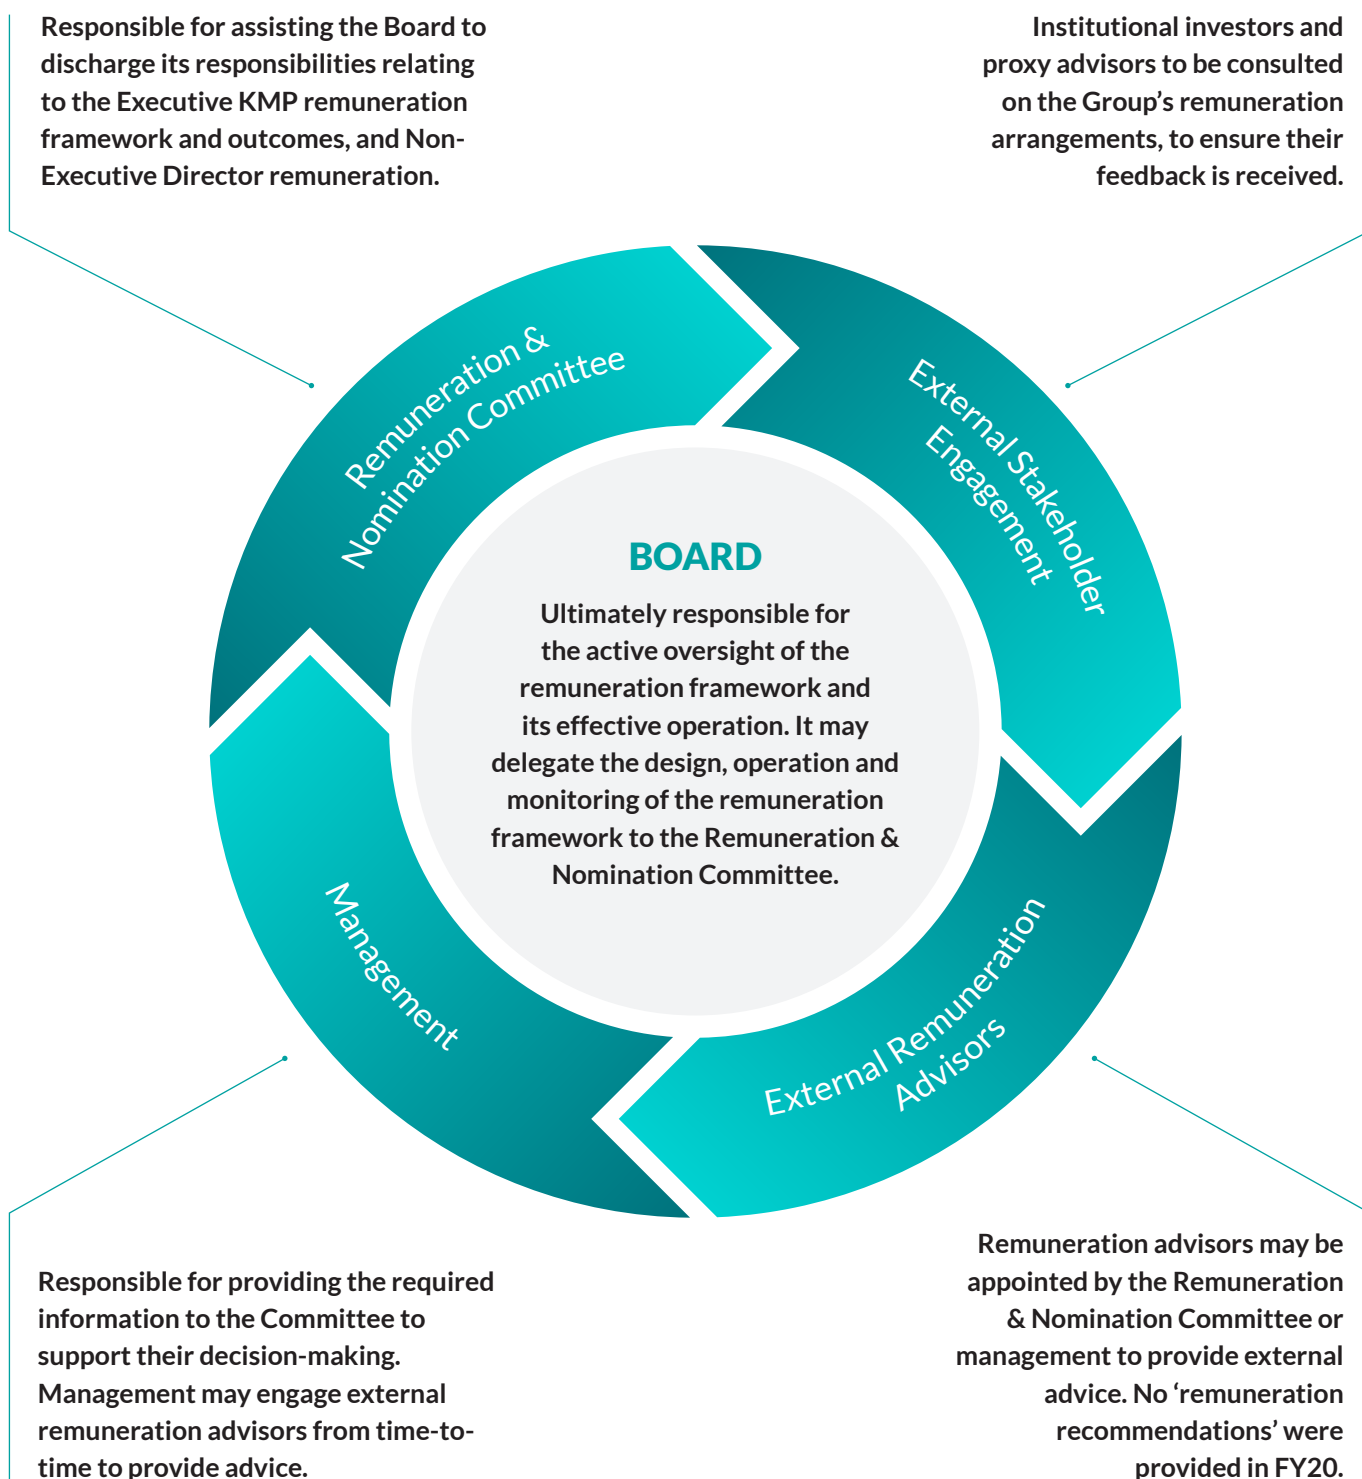 Responsible for assisting the Board to
discharge its responsibilities relating
to the Executive KMP remuneration
framework and outcomes, and Non-
Executive Director remuneration.
Institutional investors and
proxy advisors to be consulted
on the Group’s remuneration
arrangements, to ensure their
feedback is received.
Remuneration &
Nomination Committee
External Stakeholder
Engagement
BOARD
Ultimately responsible for
the active oversight of the
remuneration framework and
its effective operation. It may
delegate the design, operation and
monitoring of the remuneration
framework to the Remuneration &
Nomination Committee.
Management
External Remuneration
Advisors
Responsible for providing the required
information to the Committee to
support their decision-making.
Management may engage external
remuneration advisors from time-to-
time to provide advice.
Remuneration advisors may be
appointed by the Remuneration
& Nomination Committee or
management to provide external
advice. No ‘remuneration
recommendations’ were
provided in FY20.